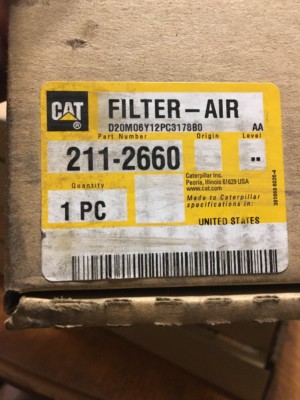 CAT ®
FILTER-AIR
D20M06Y12PC3178B0 AA
Part Number Origin Level
211-2660
Caterpillar Inc.
Peoria, Illinois 61629 USA
www.cat.com
Quantity
Made to Caterpillar
specifications in:
1 PC
UNITED STATES